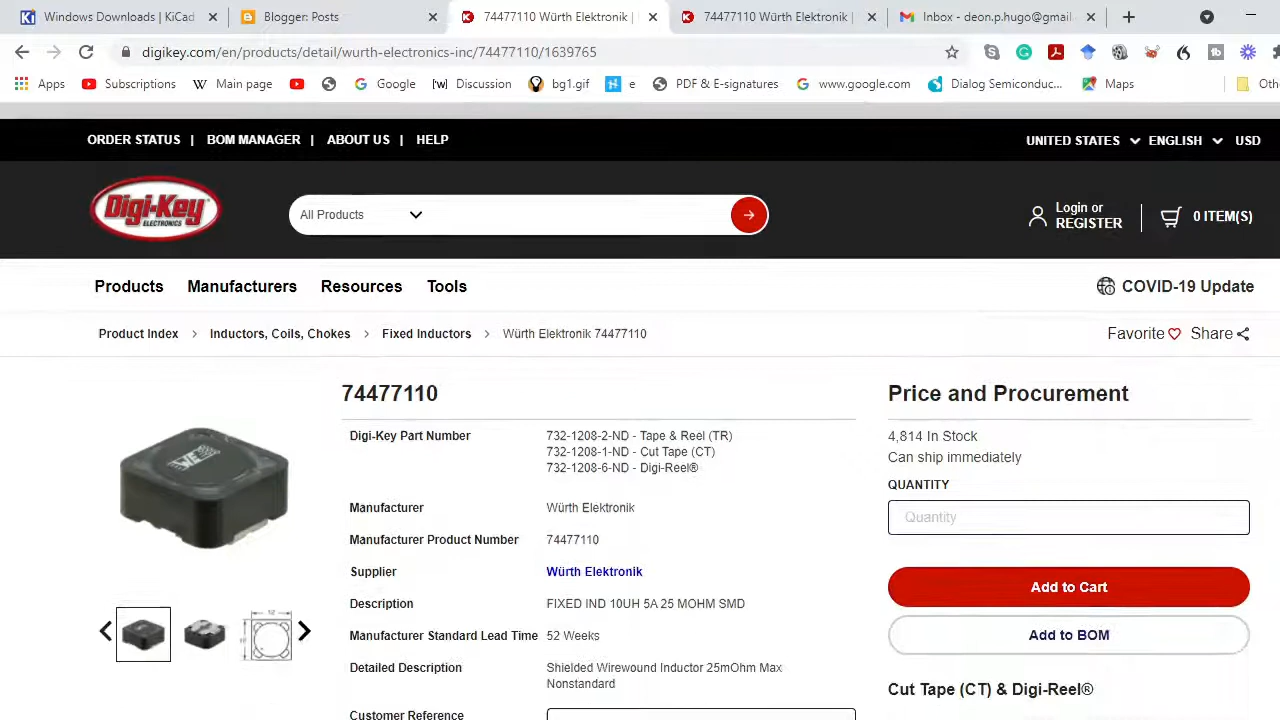 Windows Downloads | KiCad
Blogger: Posts
74477110 Würth Elektronik |
74477110 Würth Elektronik |
Inbox - deon.p.hugo@gmail
digikey.com/en/products/detail/wurth-electronics-inc/74477110/1639765
Apps
Subscriptions
Main page
Google
Discussion
bg1.gif
e
PDF & E-signatures
www.google.com
Dialog Semiconduc...
Maps
Oth
ORDER STATUS | BOM MANAGER | ABOUT US | HELP
UNITED STATES ENGLISH USD
Digi-Key
ELECTRONICS
All Products
Login or
REGISTER
0 ITEM(S)
Products Manufacturers Resources Tools
COVID-19 Update
Product Index > Inductors, Coils, Chokes > Fixed Inductors > Würth Elektronik 74477110
Favorite Share
74477110
Digi-Key Part Number
732-1208-2-ND - Tape & Reel (TR)
732-1208-1-ND - Cut Tape (CT)
732-1208-6-ND - Digi-Reel®
Manufacturer Würth Elektronik
Manufacturer Product Number 74477110
Supplier Würth Elektronik
Description FIXED IND 10UH 5A 25 MOHM SMD
Manufacturer Standard Lead Time 52 Weeks
Detailed Description Shielded Wirewound Inductor 25mOhm Max
Nonstandard
Customer Reference
Price and Procurement
4,814 In Stock
Can ship immediately
QUANTITY
Quantity
Add to Cart
Add to BOM
Cut Tape (CT) & Digi-Reel®